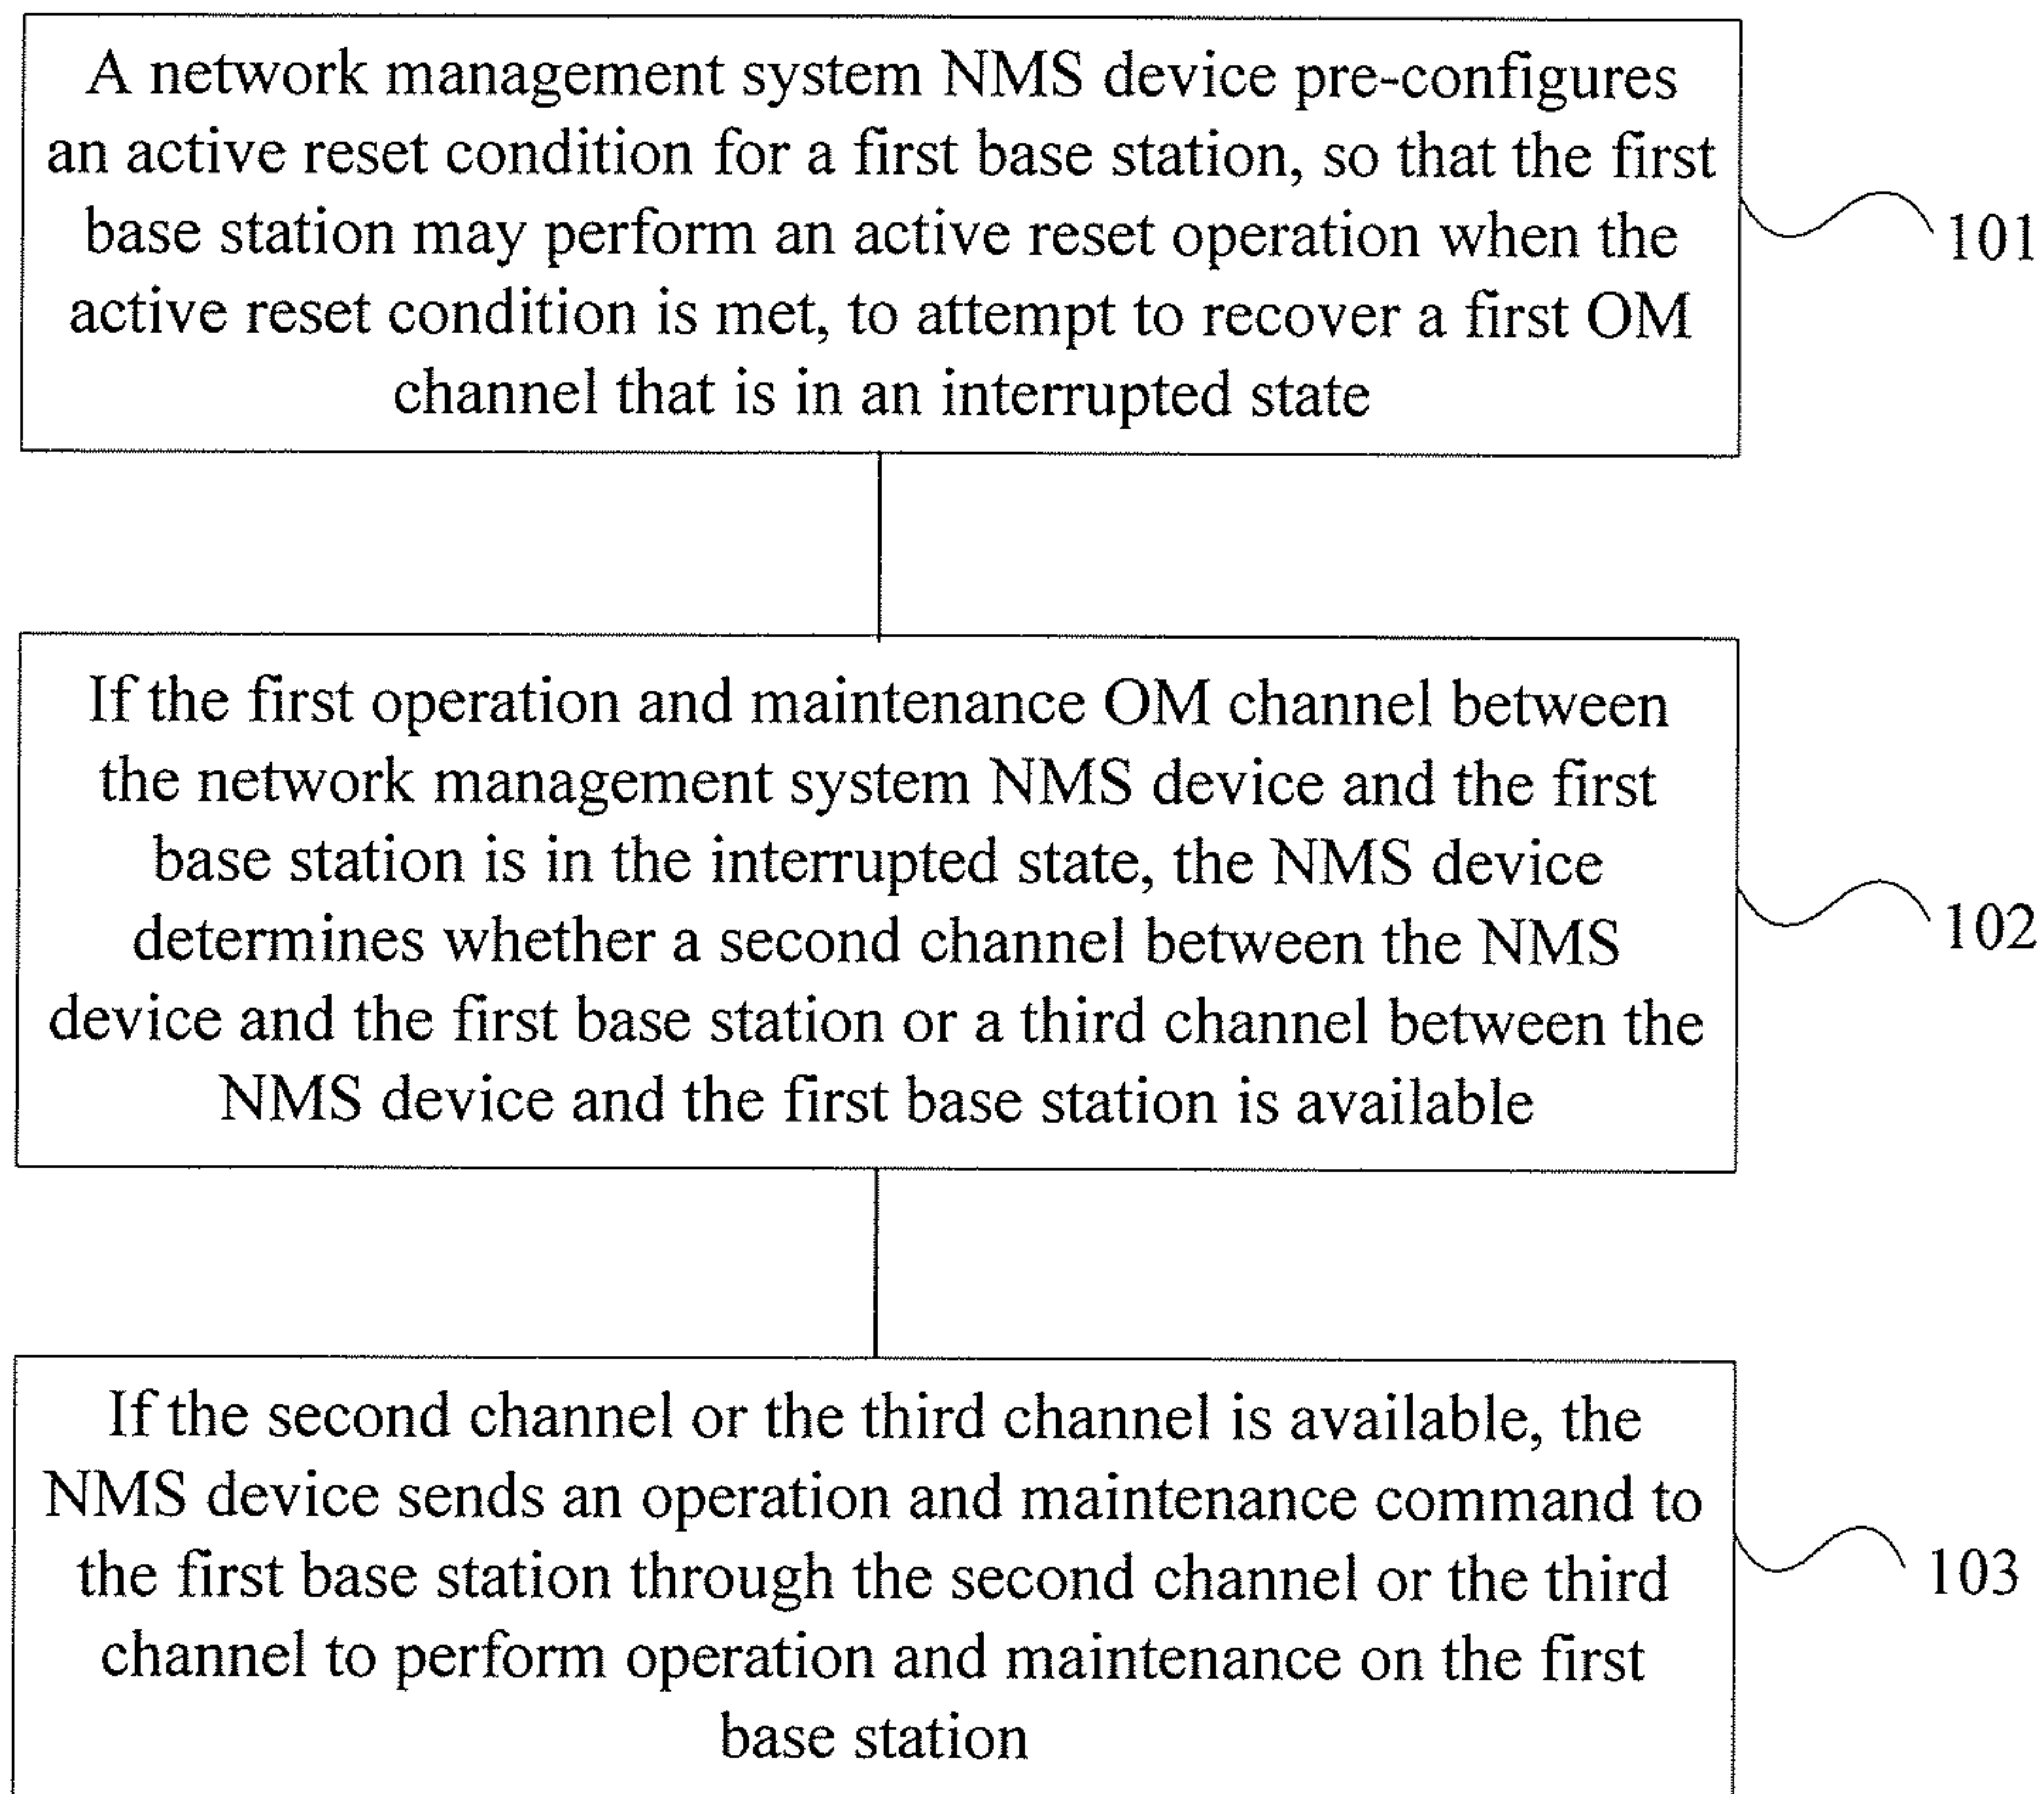 A network management system NMS device pre-configures
an active reset condition for a first base station, so that the first
base station may perform an active reset operation when the
active reset condition is met, to attempt to recover a first OM
channel that is in an interrupted state
101
If the first operation and maintenance OM channel between
the network management system NMS device and the first
base station is in the interrupted state, the NMS device
determines whether a second channel between the NMS
device and the first base station or a third channel between the
NMS device and the first base station is available
102
If the second channel or the third channel is available, the
NMS device sends an operation and maintenance command to
the first base station through the second channel or the third
channel to perform operation and maintenance on the first
base station
103